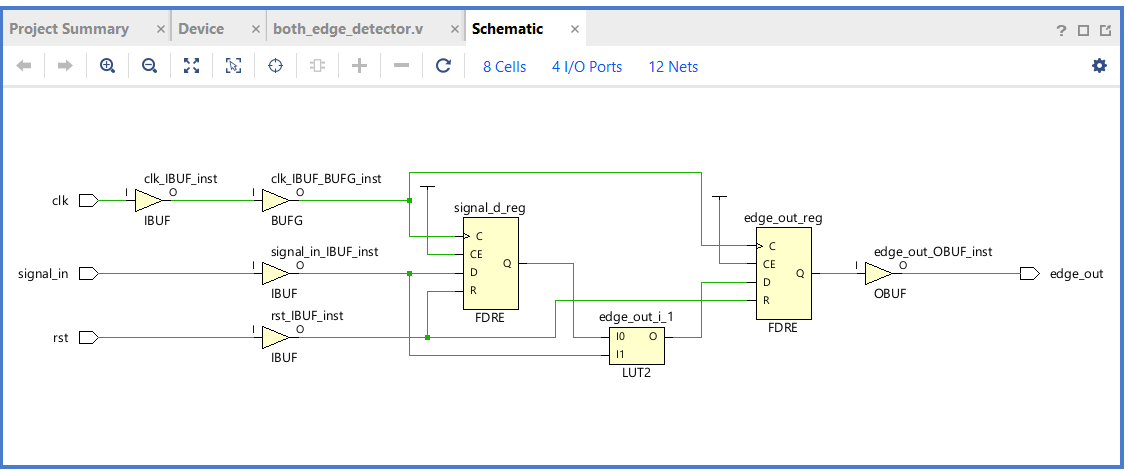 Project Summary × Device × both_edge_detector.v × Schematic ×
8 Cells 4 I/O Ports 12 Nets
clk_IBUF_inst
clk_IBUF_BUFG_inst
clk
I
O
I
O
IBUF
BUFG
signal_d_reg
C
CE
D
R
Q
FDRE
edge_out_reg
C
CE
D
R
Q
FDRE
signal_in_IBUF_inst
signal_in
I
O
IBUF
rst_IBUF_inst
rst
I
O
IBUF
edge_out_i_1
I0
I1
O
LUT2
edge_out_OBUF_inst
I
O
OBUF
edge_out